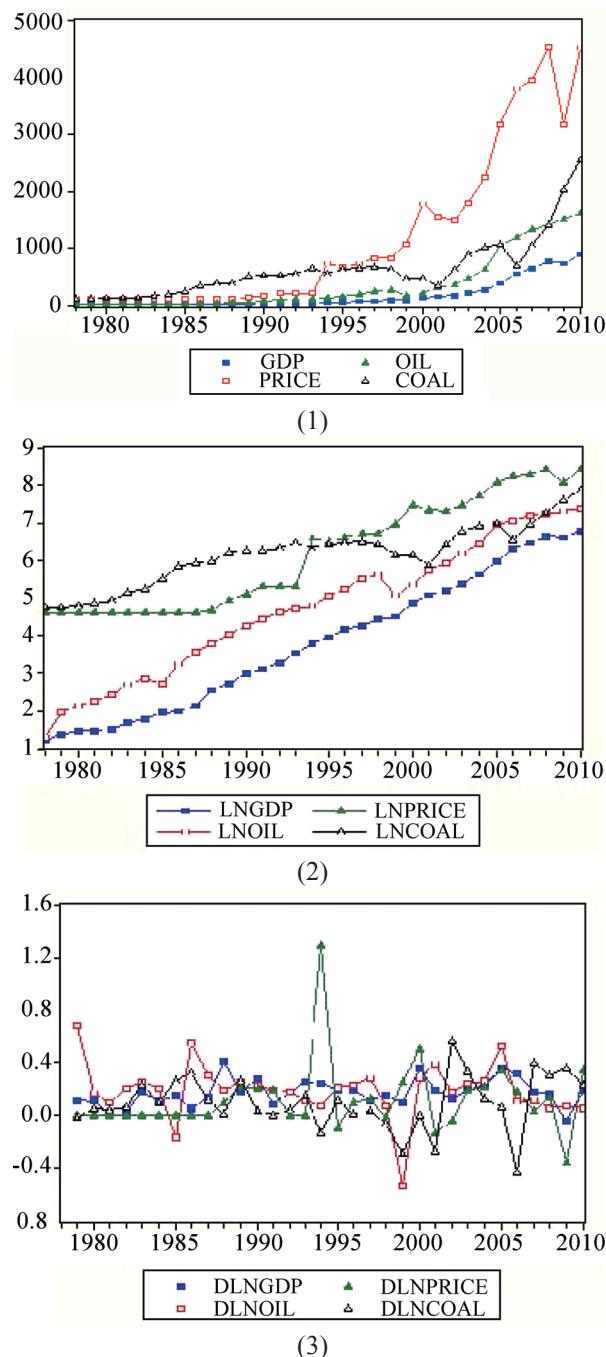 5000
4000
3000
2000
1000
0
1980 1985 1990 1995 2000 2005 2010
GDP OIL
PRICE COAL
(1)
9
8
7
6
5
4
3
2
1
1980 1985 1990 1995 2000 2005 2010
LNGDP LNPRICE
LNOIL LNCOAL
(2)
1.6
1.2
0.8
0.4
0.0
-0.4
0.8
1980 1985 1990 1995 2000 2005 2010
DLNGDP DLNPRICE
DLNOIL DLNCOAL
(3)